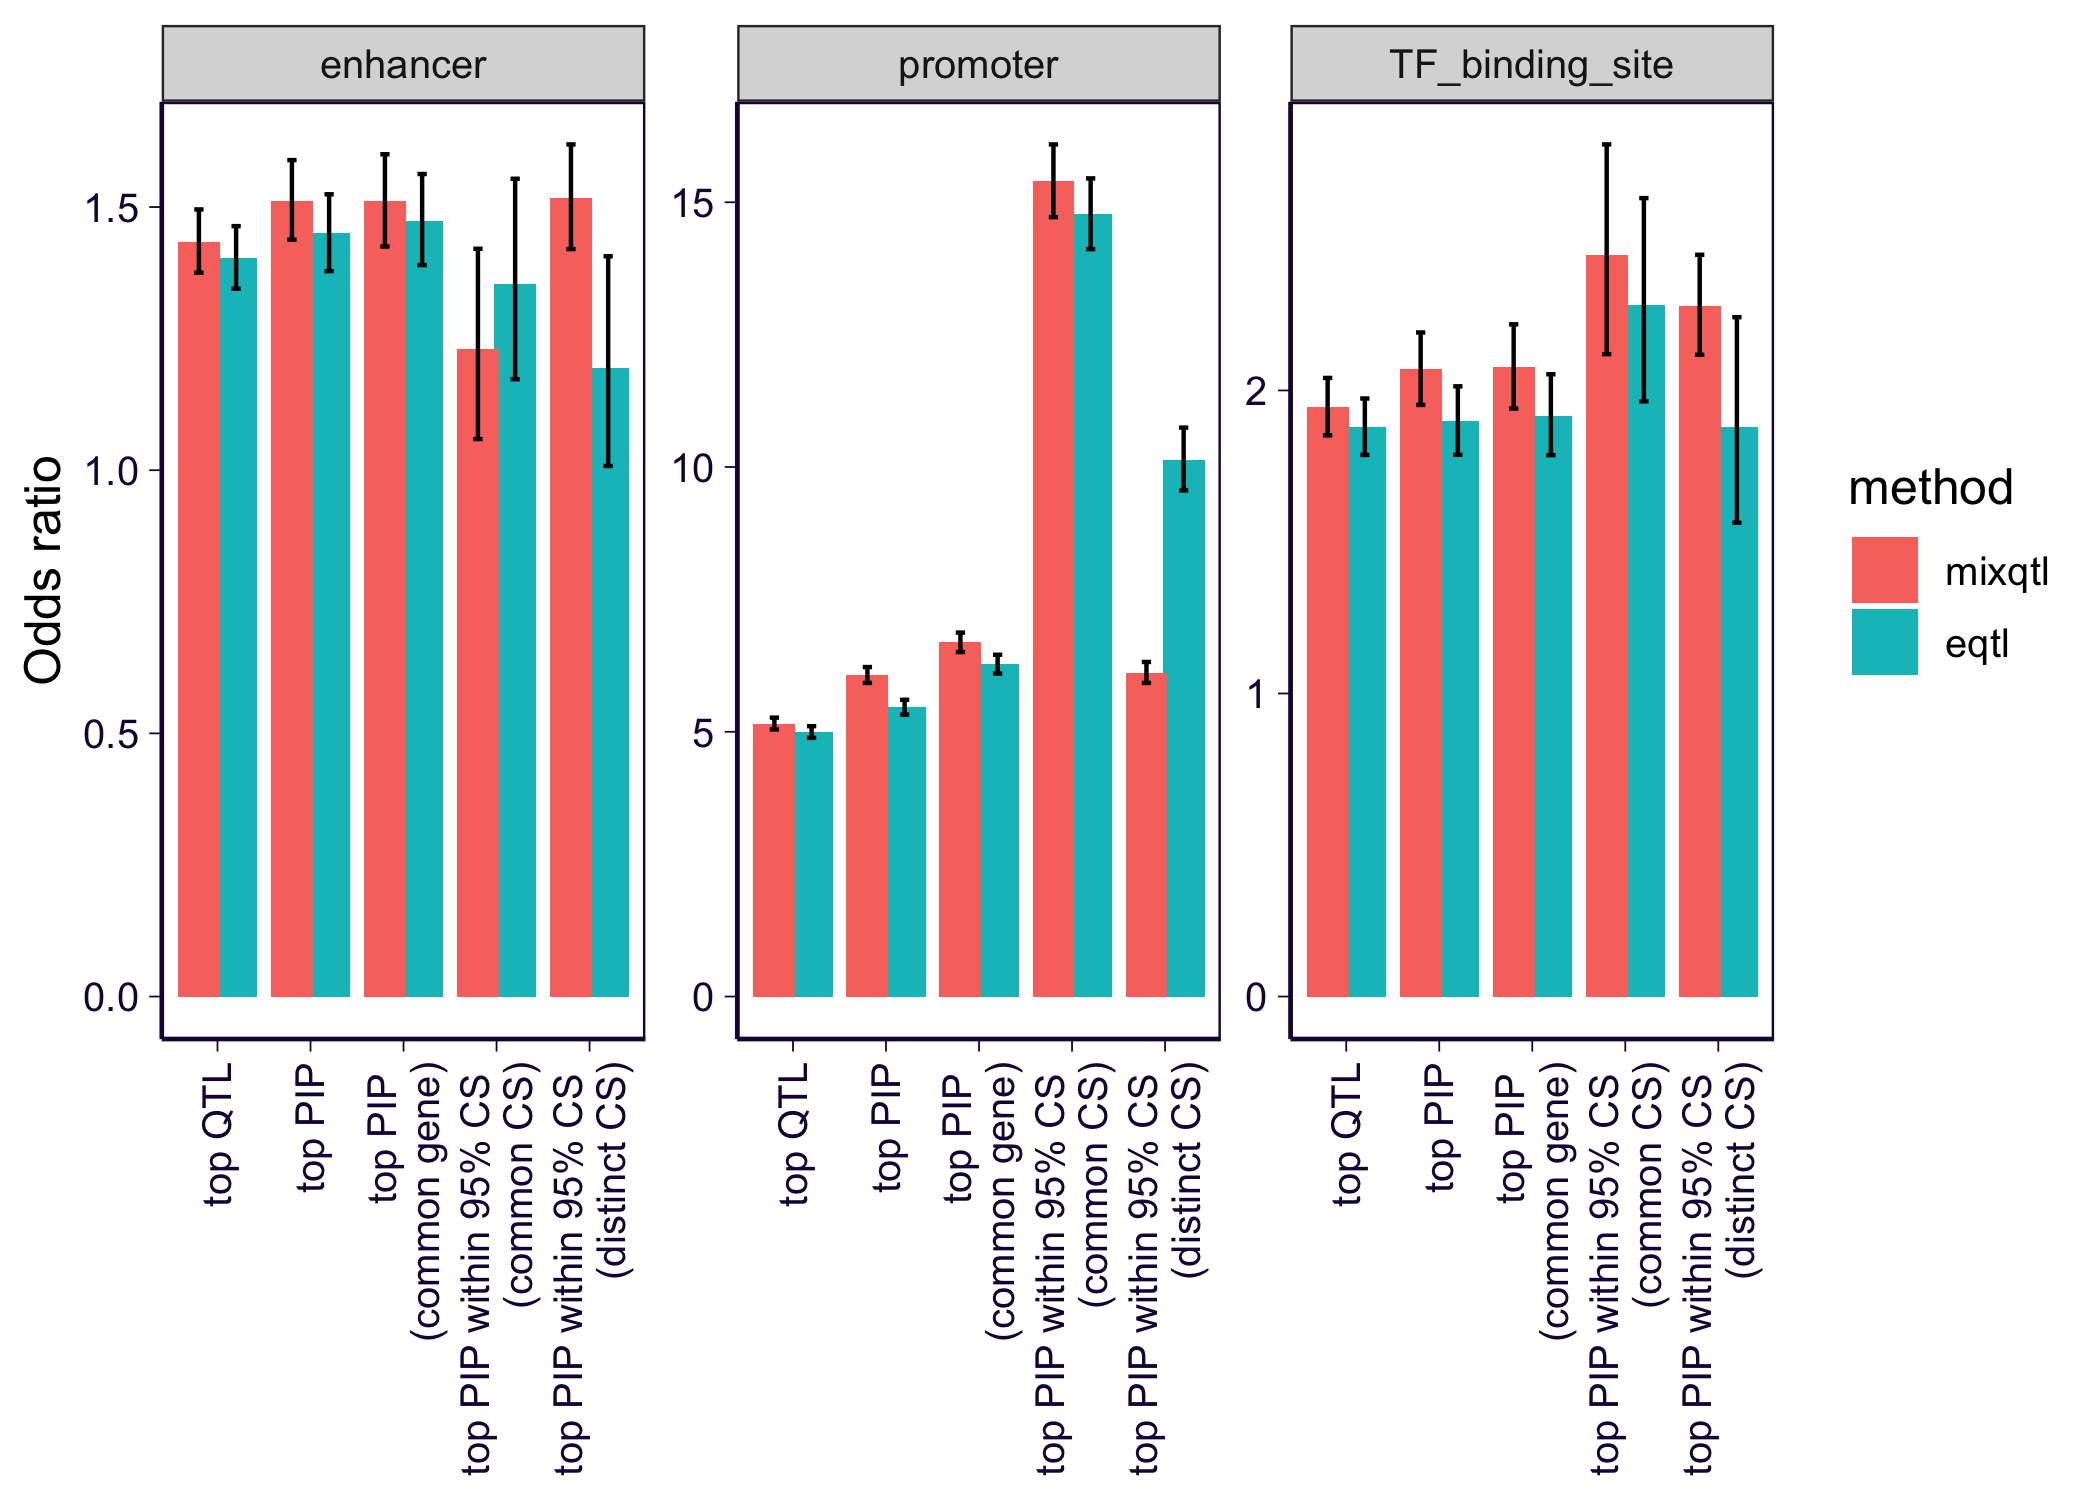 enhancer
promoter
TF_binding_site
Odds ratio
1.5
1.0
0.5
0.0
15
10
5
0
2
1
0
top QTL
top PIP
top PIP
(common gene)
top PIP within 95% CS
(common CS)
top PIP within 95% CS
(distinct CS)
top QTL
top PIP
top PIP
(common gene)
top PIP within 95% CS
(common CS)
top PIP within 95% CS
(distinct CS)
top QTL
top PIP
top PIP
(common gene)
top PIP within 95% CS
(common CS)
top PIP within 95% CS
(distinct CS)
method
mixqtl
eqtl